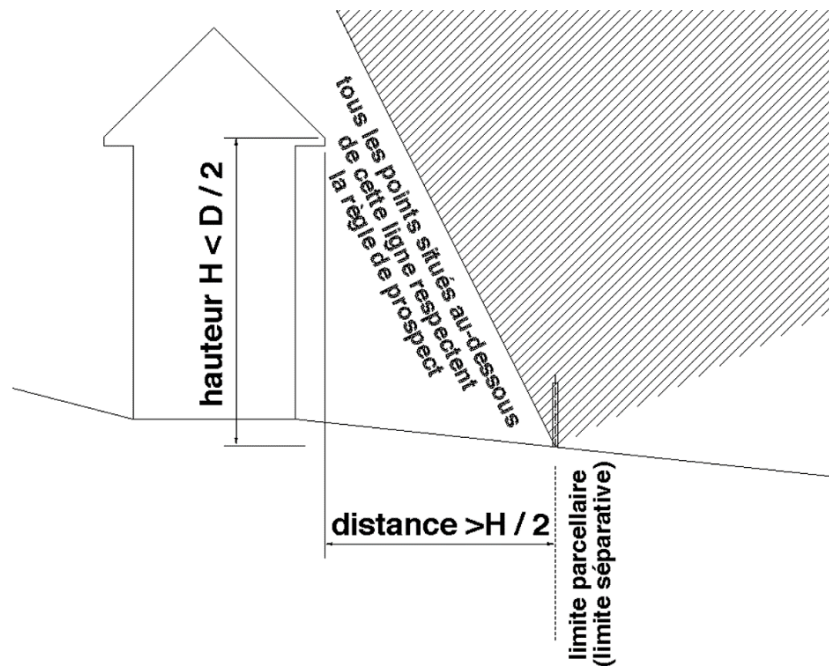 tous les points situés au-dessous
de cette ligne respectent
la règle de prospect
hauteur H < D / 2
distance >H / 2
limite parcellaire
(limite séparative)